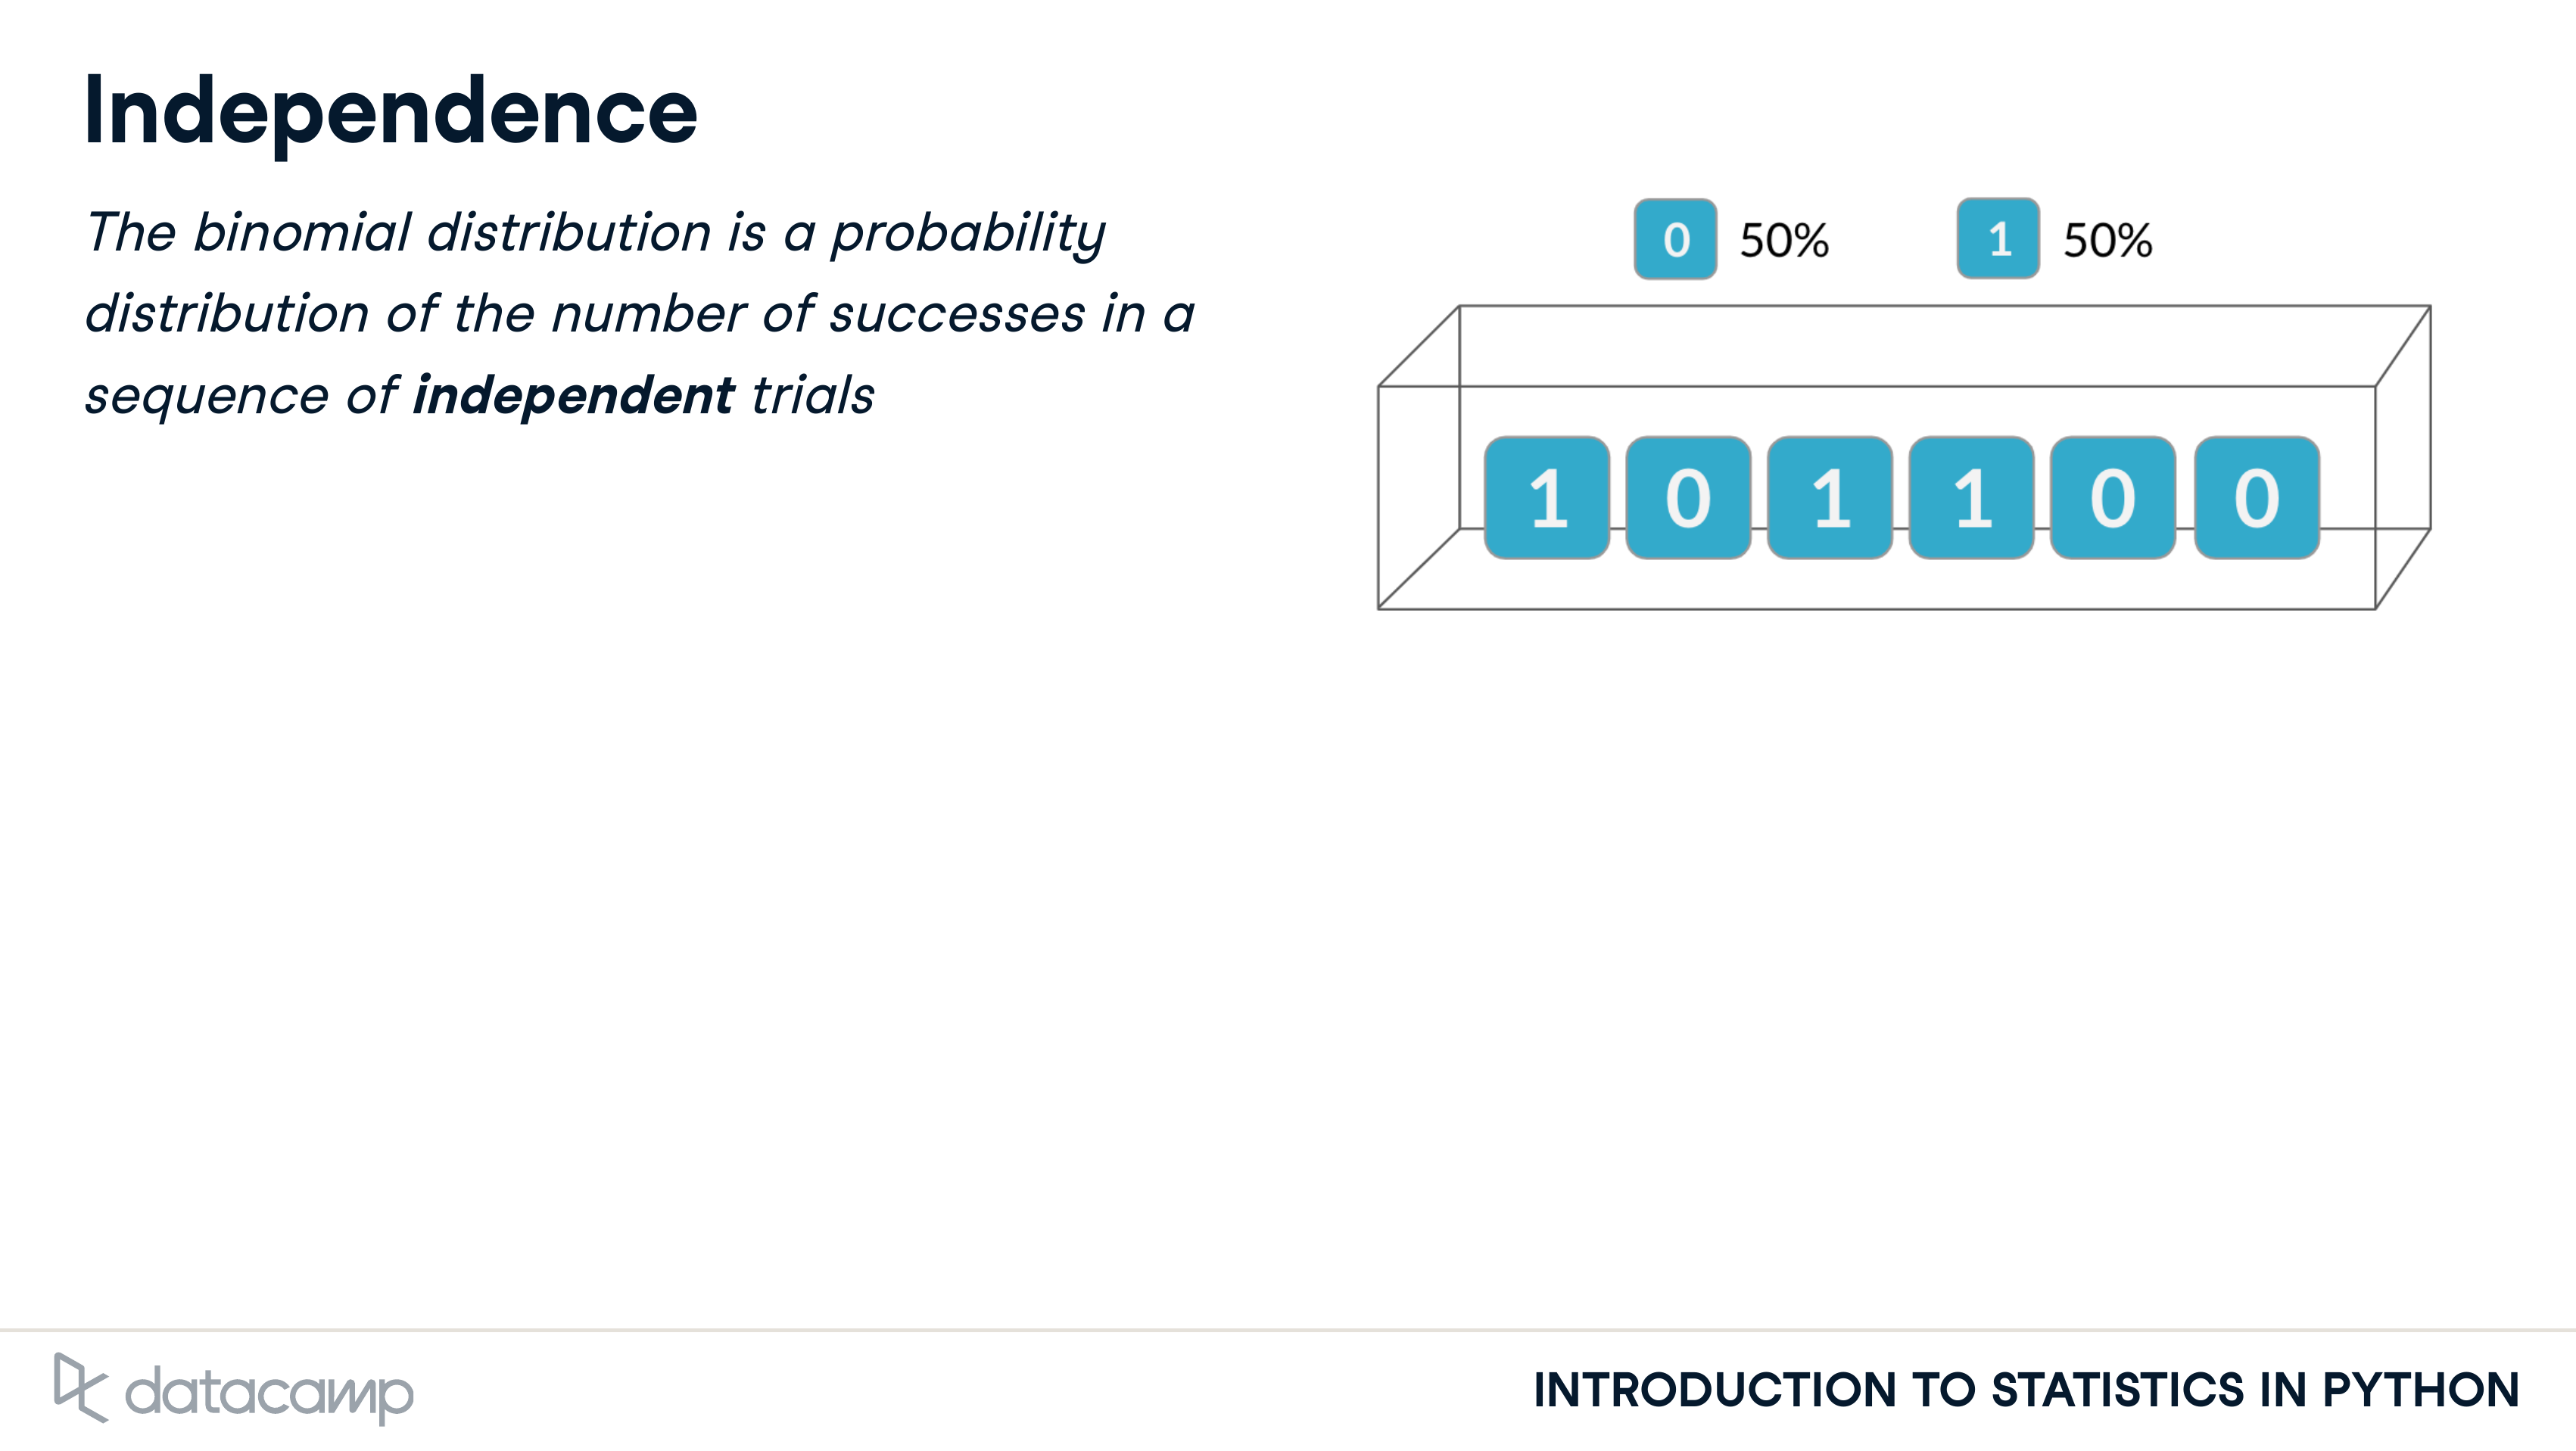 Independence
The binomial distribution is a probability
distribution of the number of successes in a
sequence of independent trials
0 50% 1 50%
1 0 1 1 0 0
datacamp
INTRODUCTION TO STATISTICS IN PYTHON